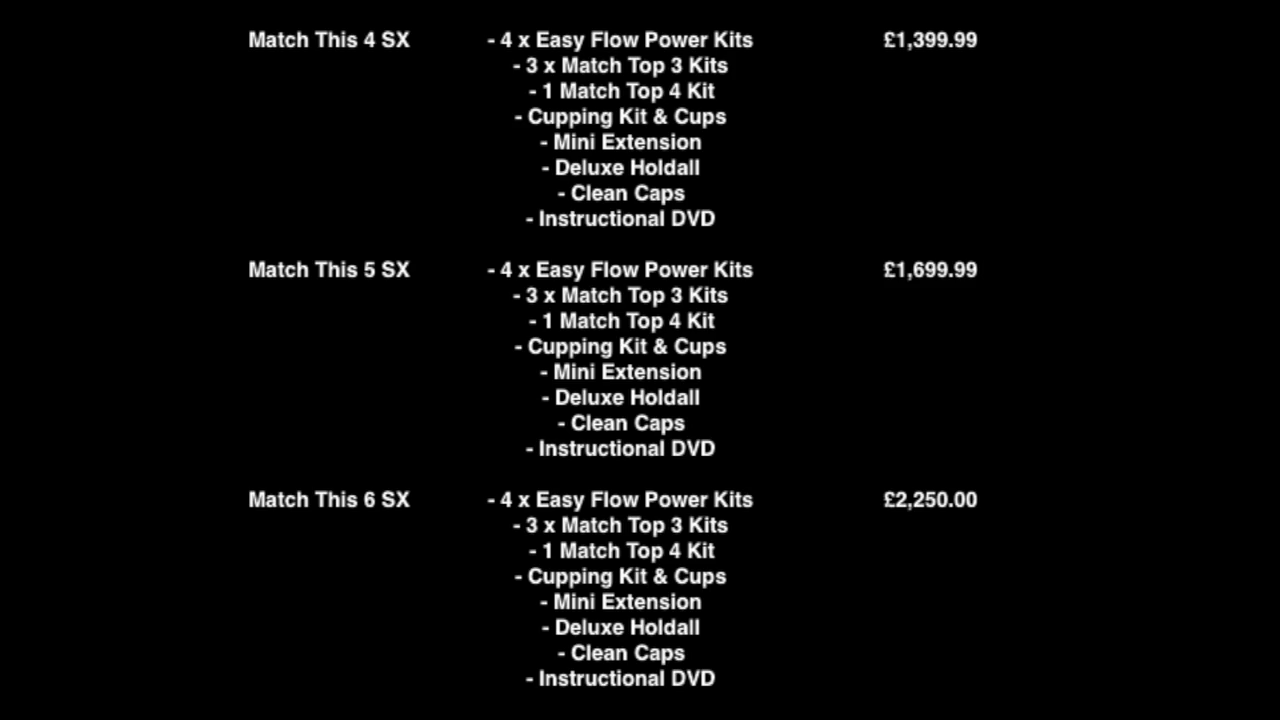 Match This 4 SX - 4 x Easy Flow Power Kits £1,399.99
- 3 x Match Top 3 Kits
- 1 Match Top 4 Kit
- Cupping Kit & Cups
- Mini Extension
- Deluxe Holdall
- Clean Caps
- Instructional DVD
Match This 5 SX - 4 x Easy Flow Power Kits £1,699.99
- 3 x Match Top 3 Kits
- 1 Match Top 4 Kit
- Cupping Kit & Cups
- Mini Extension
- Deluxe Holdall
- Clean Caps
- Instructional DVD
Match This 6 SX - 4 x Easy Flow Power Kits £2,250.00
- 3 x Match Top 3 Kits
- 1 Match Top 4 Kit
- Cupping Kit & Cups
- Mini Extension
- Deluxe Holdall
- Clean Caps
- Instructional DVD